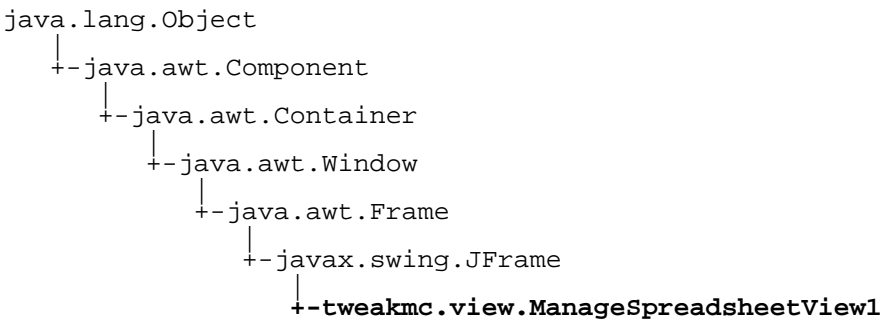 java.lang.Object
|
+-java.awt.Component
|
+-java.awt.Container
|
+-java.awt.Window
|
+-java.awt.Frame
|
+-javax.swing.JFrame
|
+-tweakmc.view.ManageSpreadsheetView1